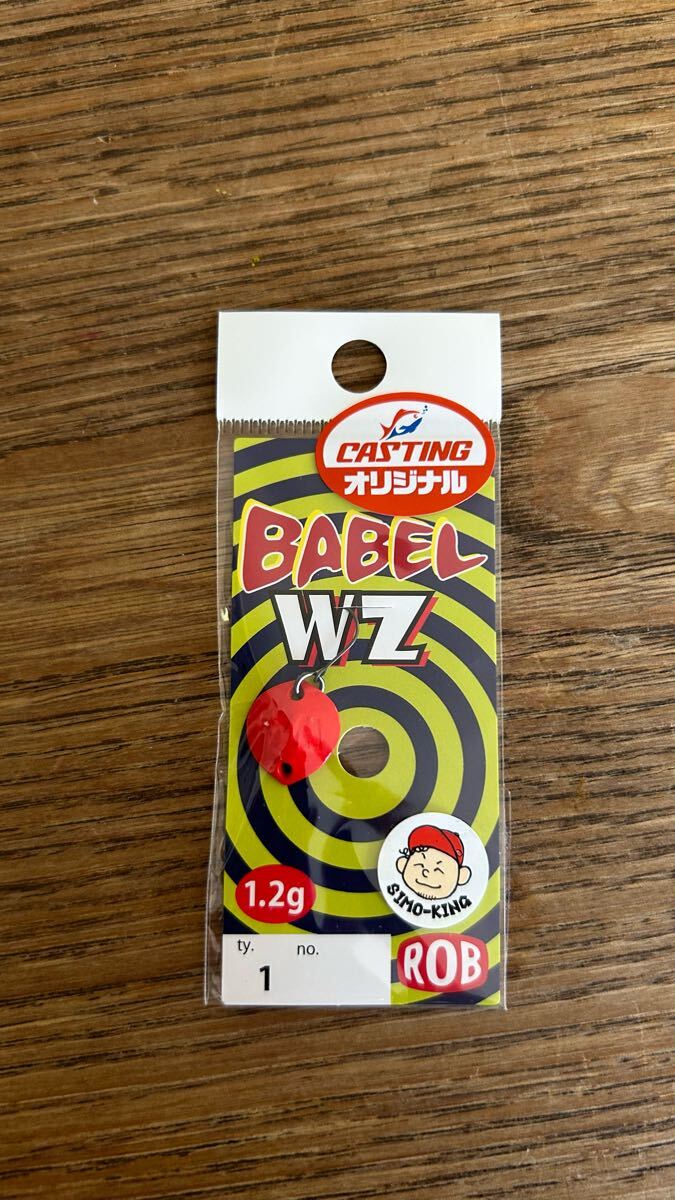 CASTING
オリジナル
BABEL
WZ
1.2g
SIMO-KING
ty. no.
1
ROB